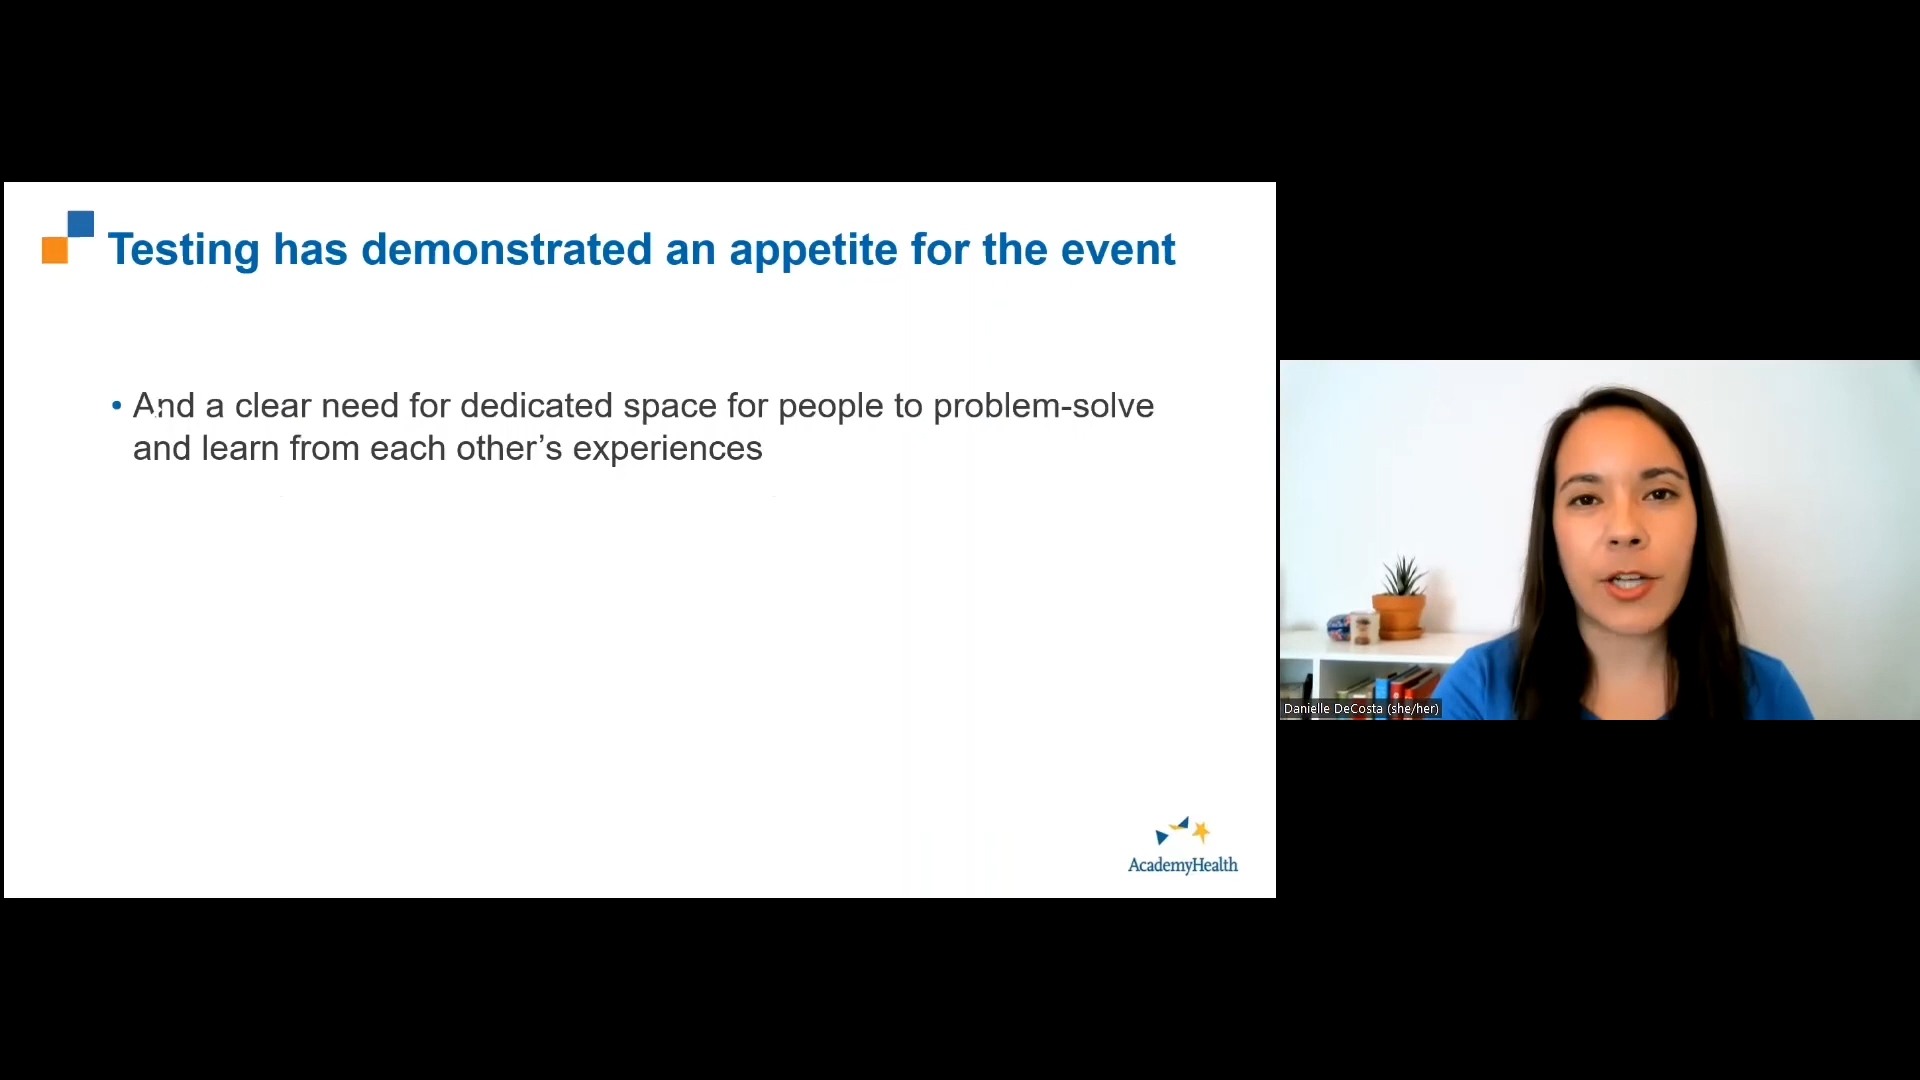 Testing has demonstrated an appetite for the event
• And a clear need for dedicated space for people to problem-solve
and learn from each other’s experiences
AcademyHealth
Danielle DeCosta (she/her)